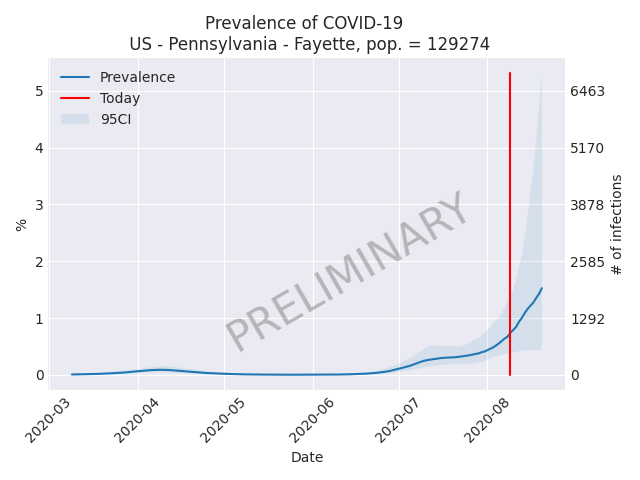 Prevalence of COVID-19
US - Pennsylvania - Fayette, pop. = 129274
Prevalence
Today
95CI
PRELIMINARY
%
5
4
3
2
1
0
6463
5170
3878
2585
1292
0
# of infections
2020-03
2020-04
2020-05
2020-06
2020-07
2020-08
Date